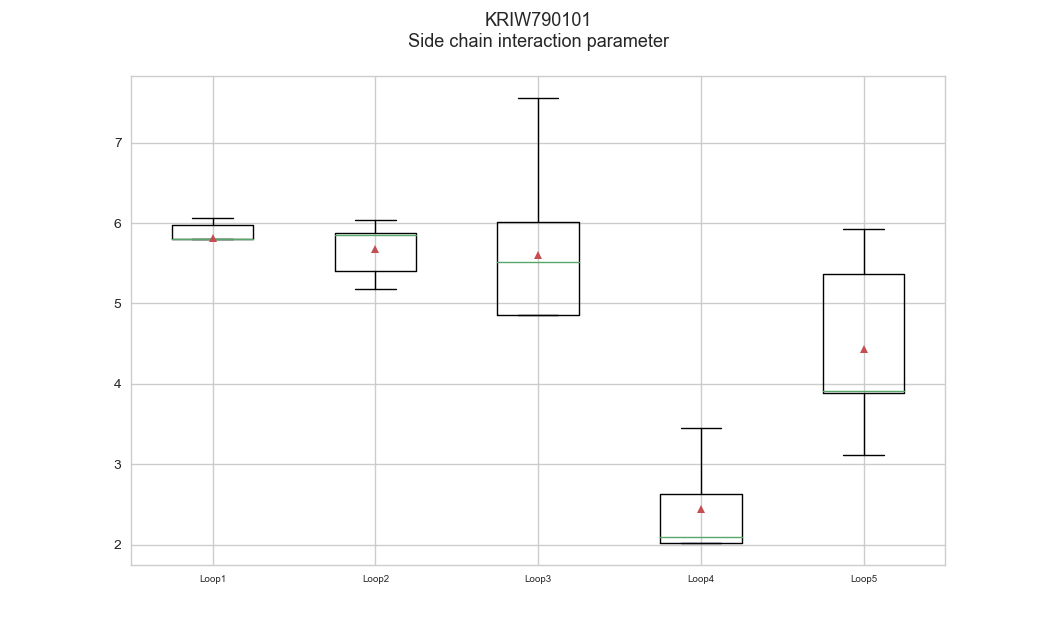 KRIW790101
Side chain interaction parameter
7
6
5
4
3
2
Loop1
Loop2
Loop3
Loop4
Loop5